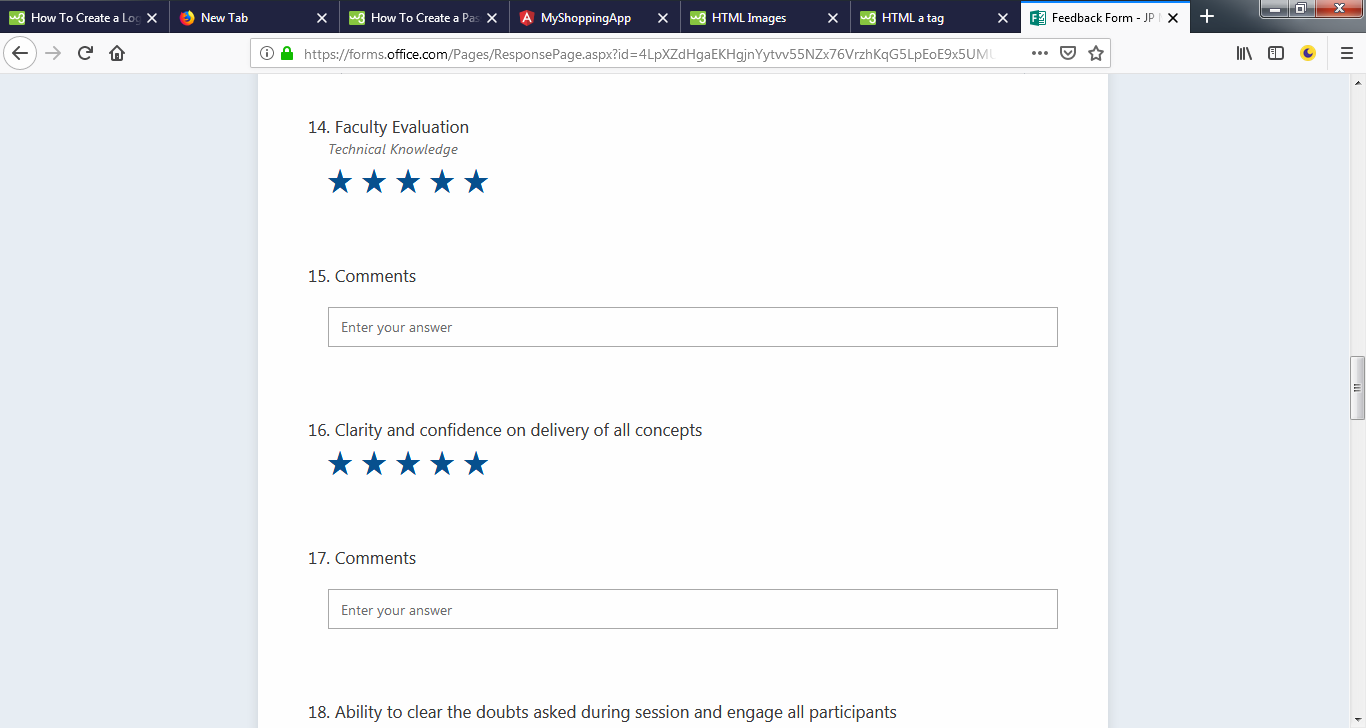 How To Create a Log
New Tab
How To Create a Pas
MyShoppingApp
HTML Images
HTML a tag
Feedback Form - JP
https://forms.office.com/Pages/ResponsePage.aspx?id=4LpXZdHgaEKHgjnYytvv55NZx76VrzhKqG5LpEoE9x5UM
14. Faculty Evaluation
Technical Knowledge
15. Comments
Enter your answer
16. Clarity and confidence on delivery of all concepts
17. Comments
Enter your answer
18. Ability to clear the doubts asked during session and engage all participants